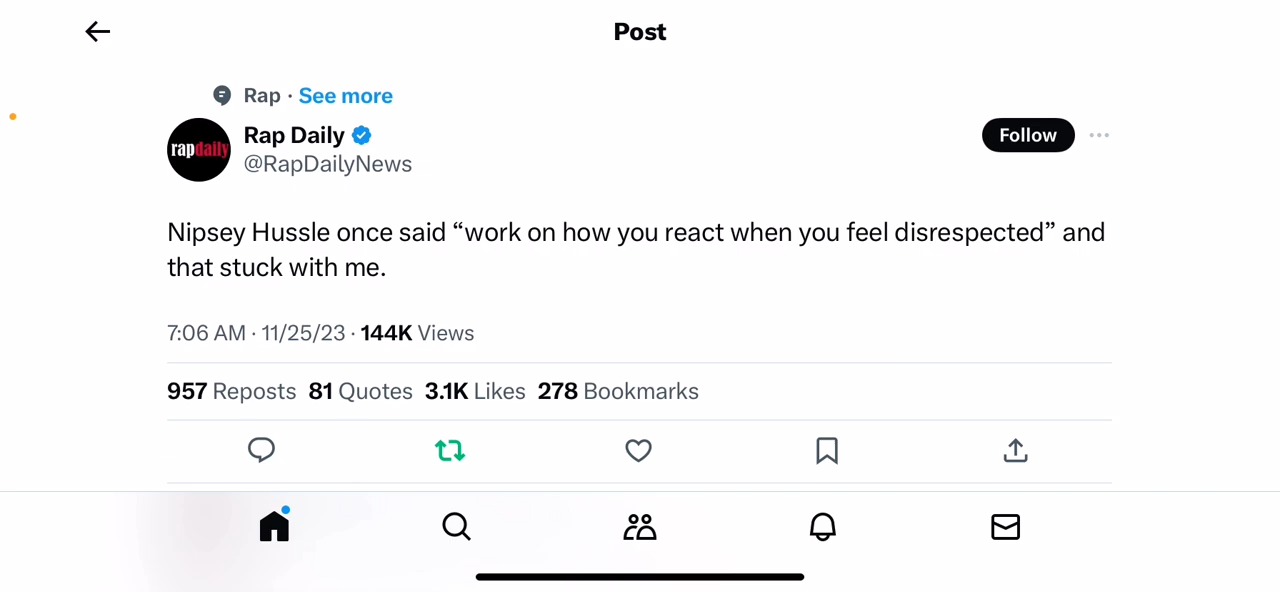 Post
Rap · See more
rapdaily
Rap Daily
@RapDailyNews
Follow
Nipsey Hussle once said “work on how you react when you feel disrespected” and
that stuck with me.
7:06 AM · 11/25/23 · 144K Views
957 Reposts 81 Quotes 3.1K Likes 278 Bookmarks